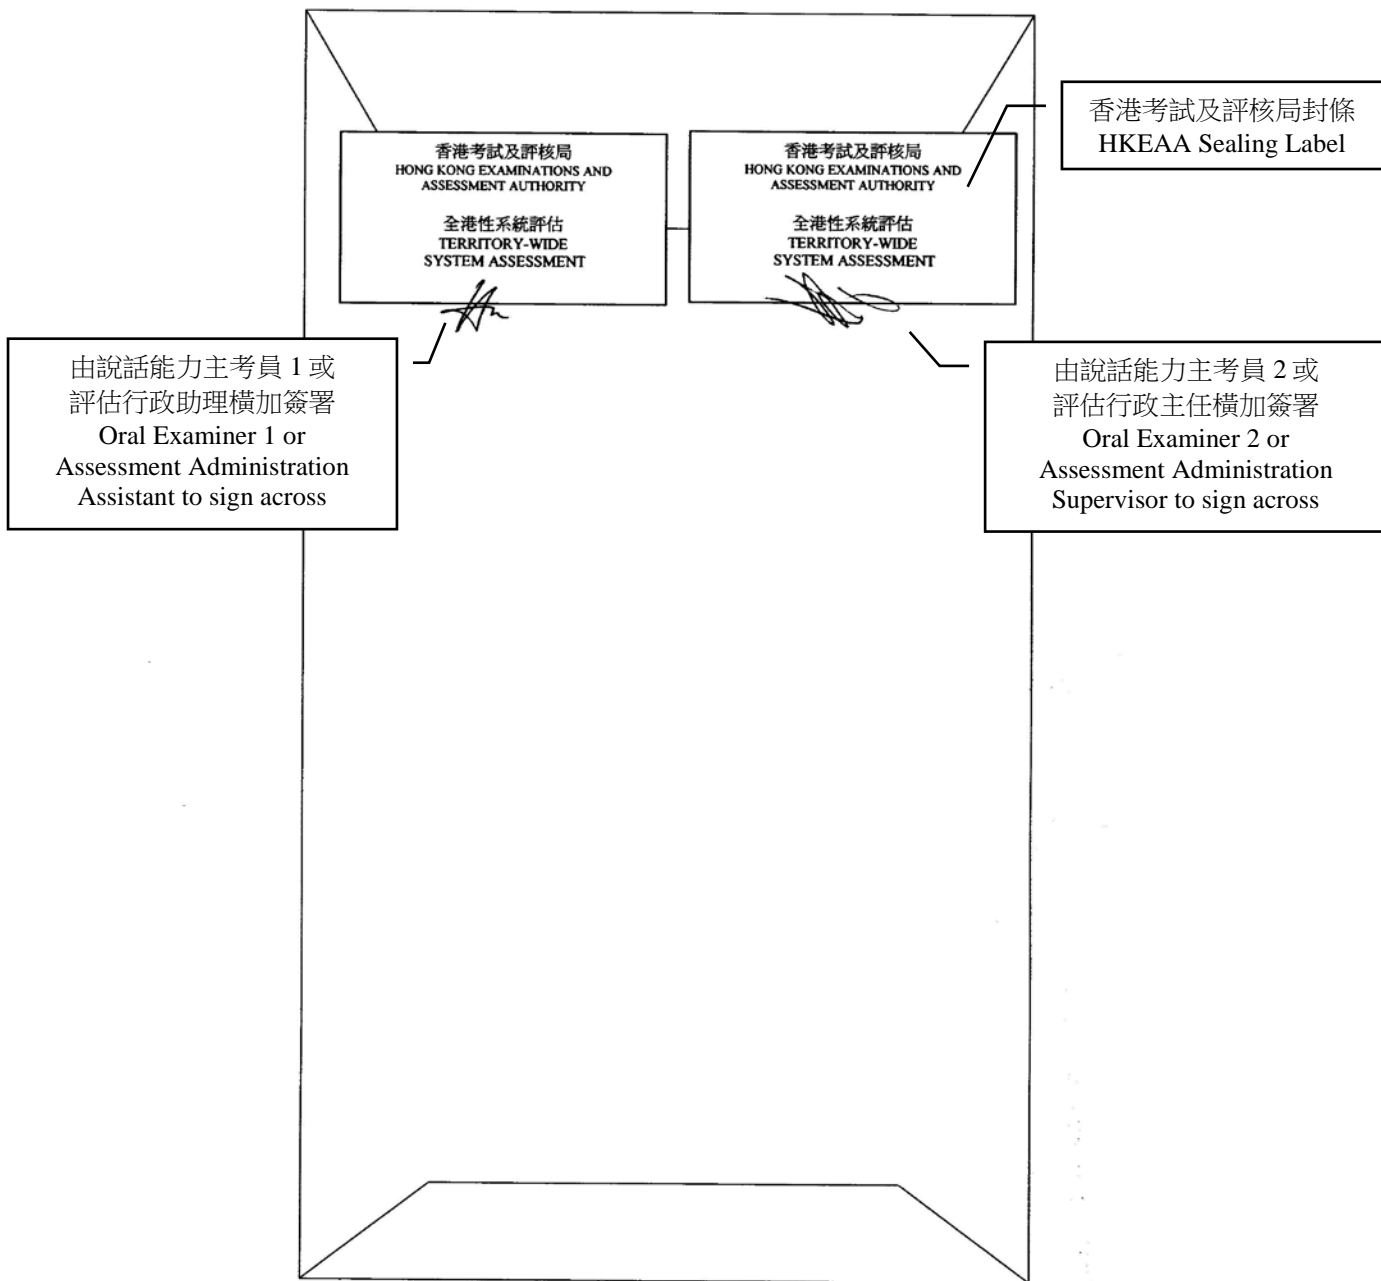 香港考試及評核局封條
HKEAA Sealing Label
香港考試及評核局
HONG KONG EXAMINATIONS AND
ASSESSMENT AUTHORITY
全港性系統評估
TERRITORY-WIDE
SYSTEM ASSESSMENT
香港考試及評核局
HONG KONG EXAMINATIONS AND
ASSESSMENT AUTHORITY
全港性系統評估
TERRITORY-WIDE
SYSTEM ASSESSMENT
由說話能力主考員 1 或
評估行政助理橫加簽署
Oral Examiner 1 or
Assessment Administration
Assistant to sign across
由說話能力主考員 2 或
評估行政主任橫加簽署
Oral Examiner 2 or
Assessment Administration
Supervisor to sign across